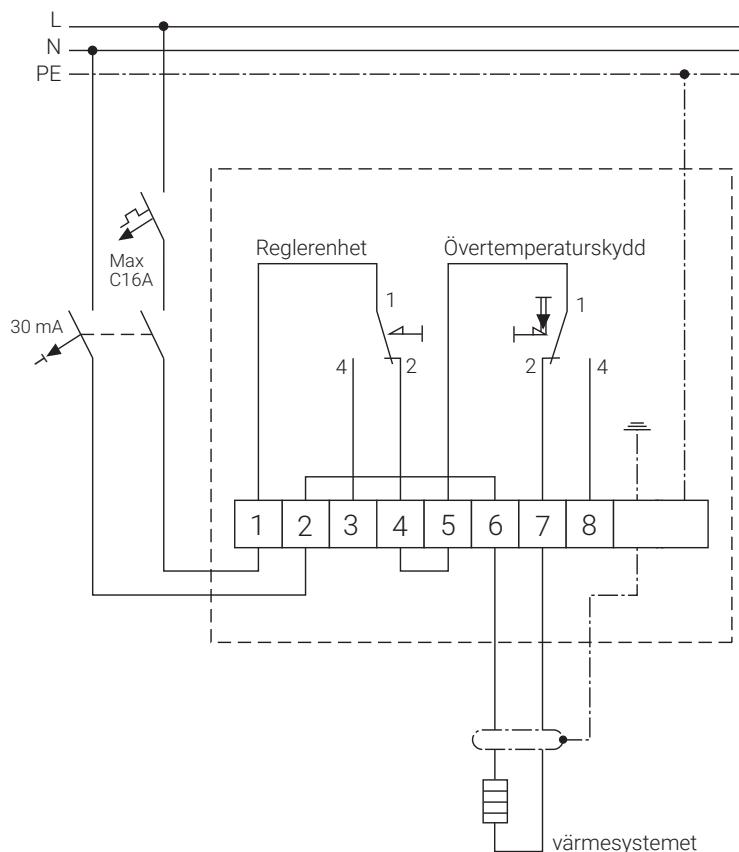 L
N
PE
Reglerenhet
Övertemperaturskydd
Max
C16A
1
1
30 mA
4
2
2
4
1 2 3 4 5 6 7 8
värmesystemet